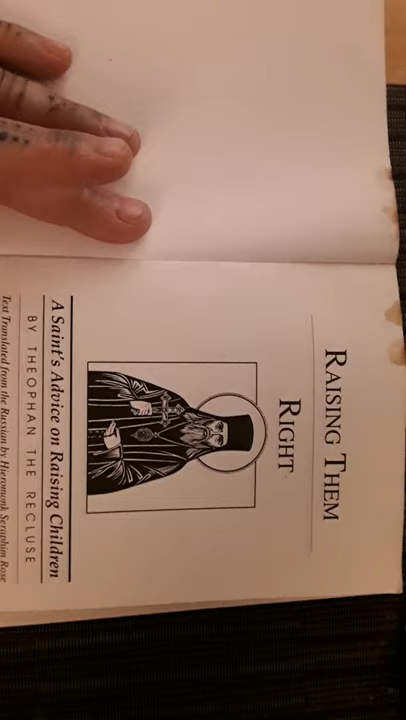 RAISING THEM
RIGHT
A Saint's Advice on Raising Children
BY THEOPHAN THE RECLUSE
Text Translated from the Russian by Hieromonk Seraphim Rose